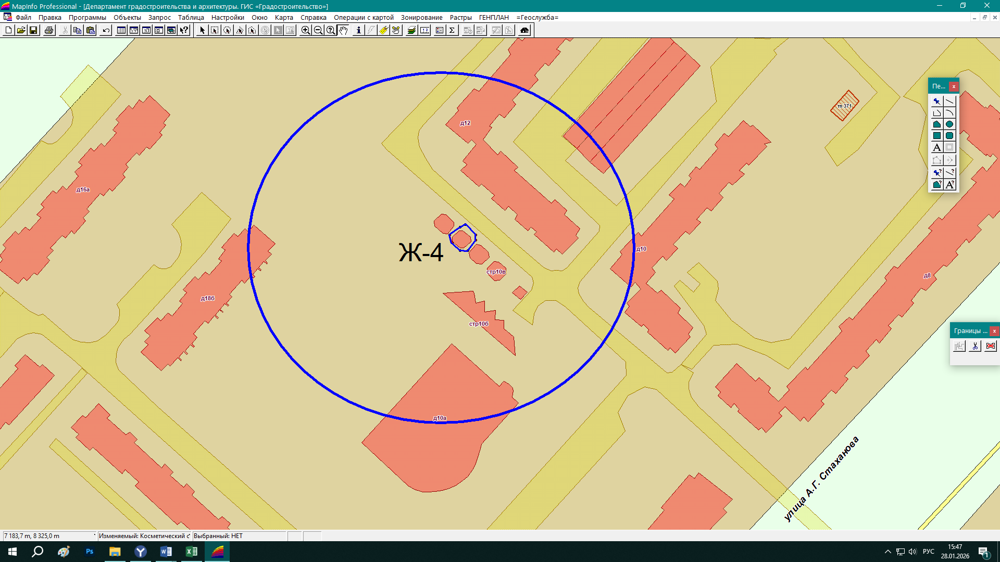 MapInfo Professional - [Департамент градостроительства и архитектуры. ГИС «Градостроительство»]
Файл Правка Программы Объекты Запрос Таблица Настройки Окно Карта Справка Операции с картой Зонирование Растры ГЕНПЛАН =Геослужба=
Пе...
тп 371
д12
д16а
д10
Ж-4
стр10в
д8
д18б
стр10б
Границы ...
д10а
улица А.Г. Стаханова
7 183,7 m, 8 325,0 m
Изменяемый: Косметический с
Выбранный: НЕТ
Ps
РУС
15:47
28.01.2026
1